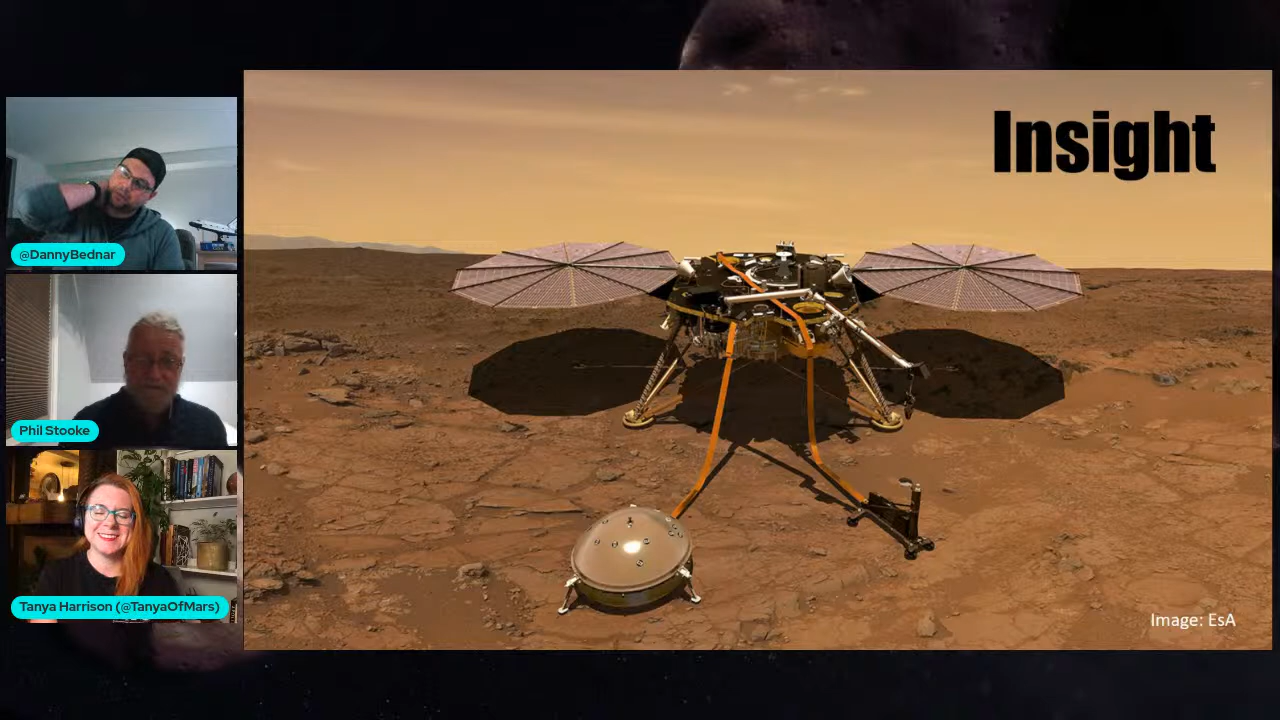 Insight
@DannyBednar
Phil Stooke
Tanya Harrison (@TanyaOfMars)
Image: EsA